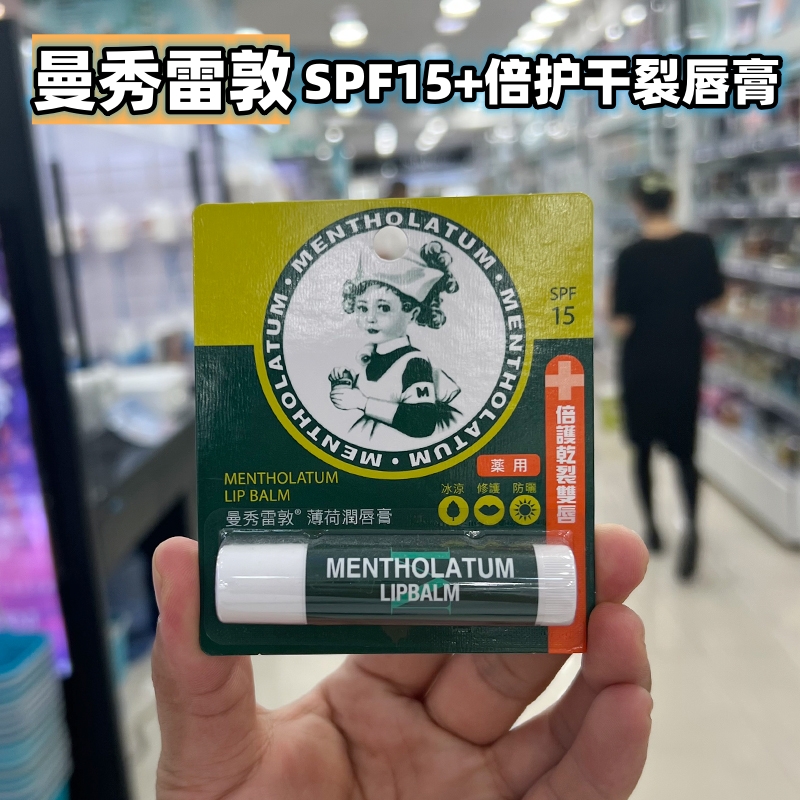 曼秀雷敦 SPF15+倍护干裂唇膏
MENTHOLATUM · MENTHOLATUM · MENTHOLATUM · MENTHOLATUM ·
M
SPF
15
倍護乾裂雙唇
藥用
MENTHOLATUM
LIP BALM
冰涼 修護 防曬
曼秀雷敦® 薄荷潤唇膏
MENTHOLATUM
LIPBALM